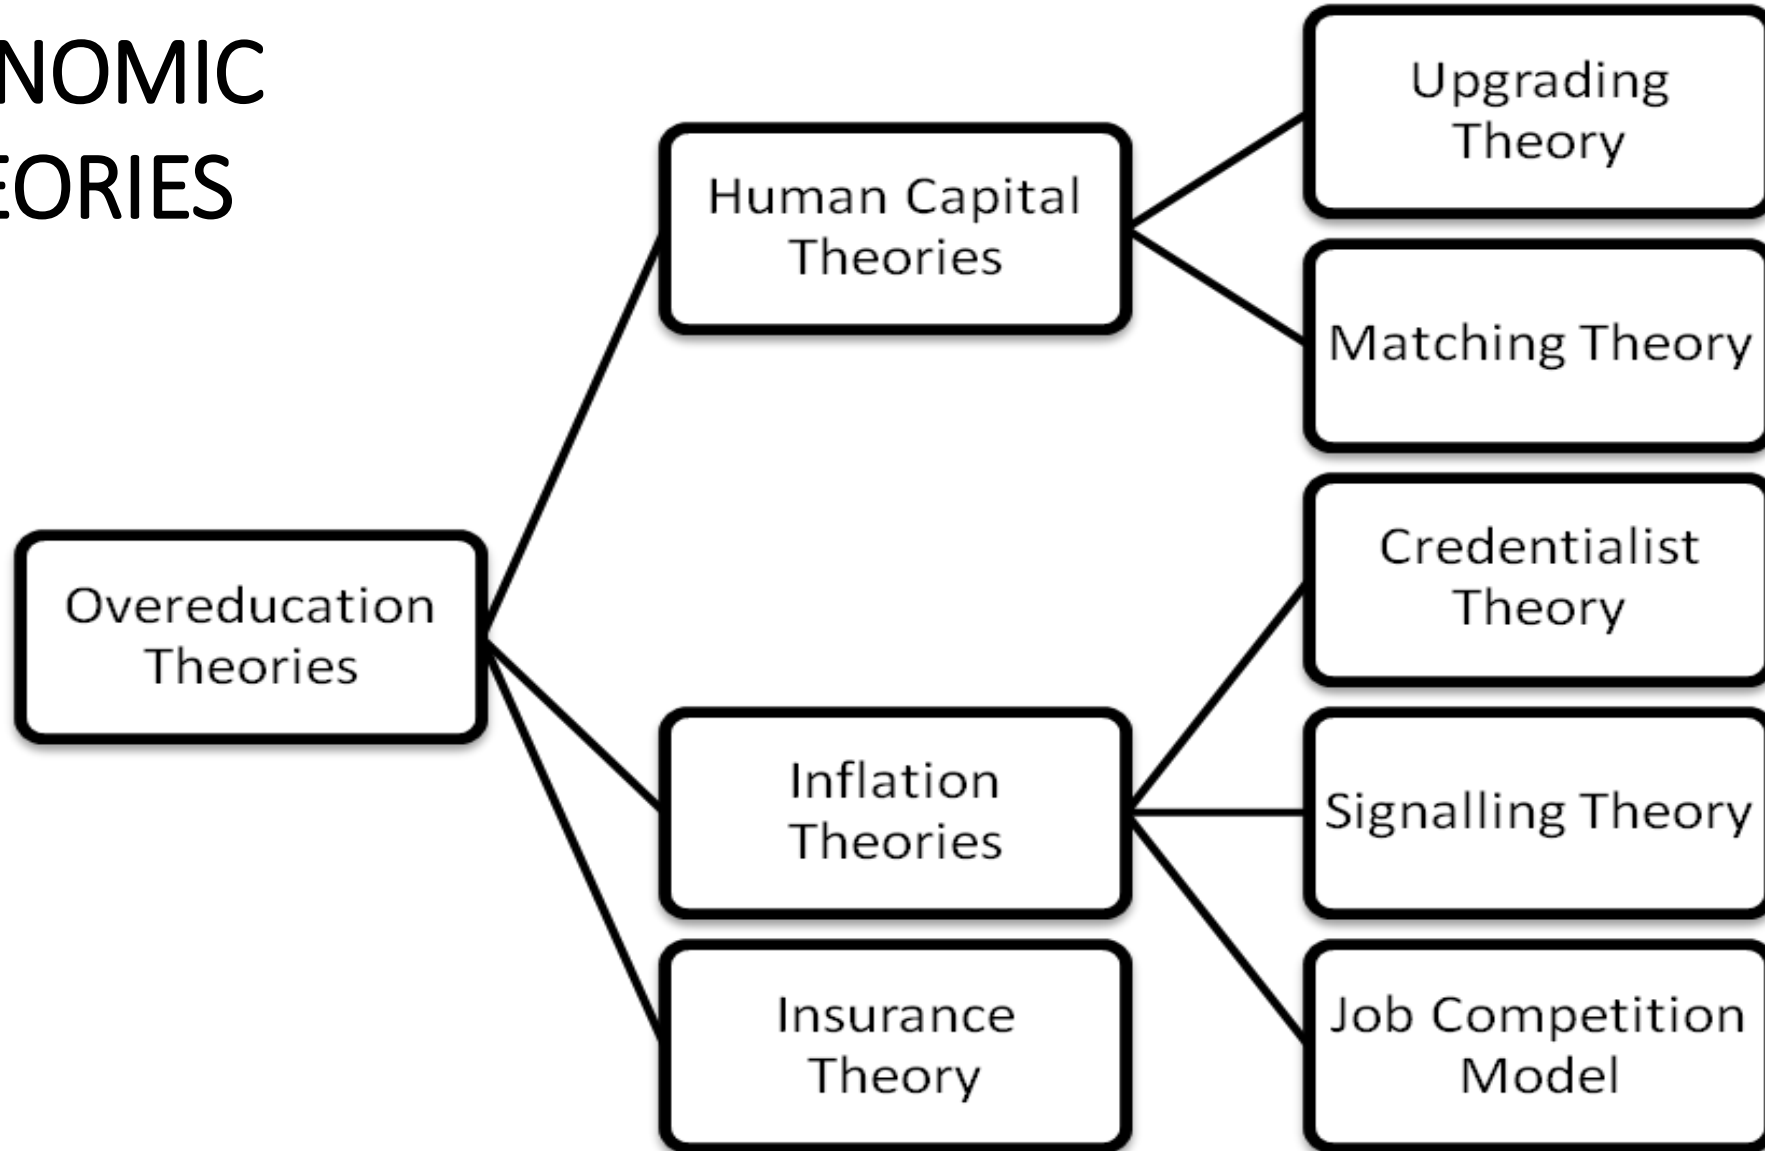 NOMIC
EORIES
Upgrading
Theory
Human Capital
Theories
Matching Theory
Credentialist
Theory
Overeducation
Theories
Inflation
Theories
Signalling Theory
Insurance
Theory
Job Competition
Model